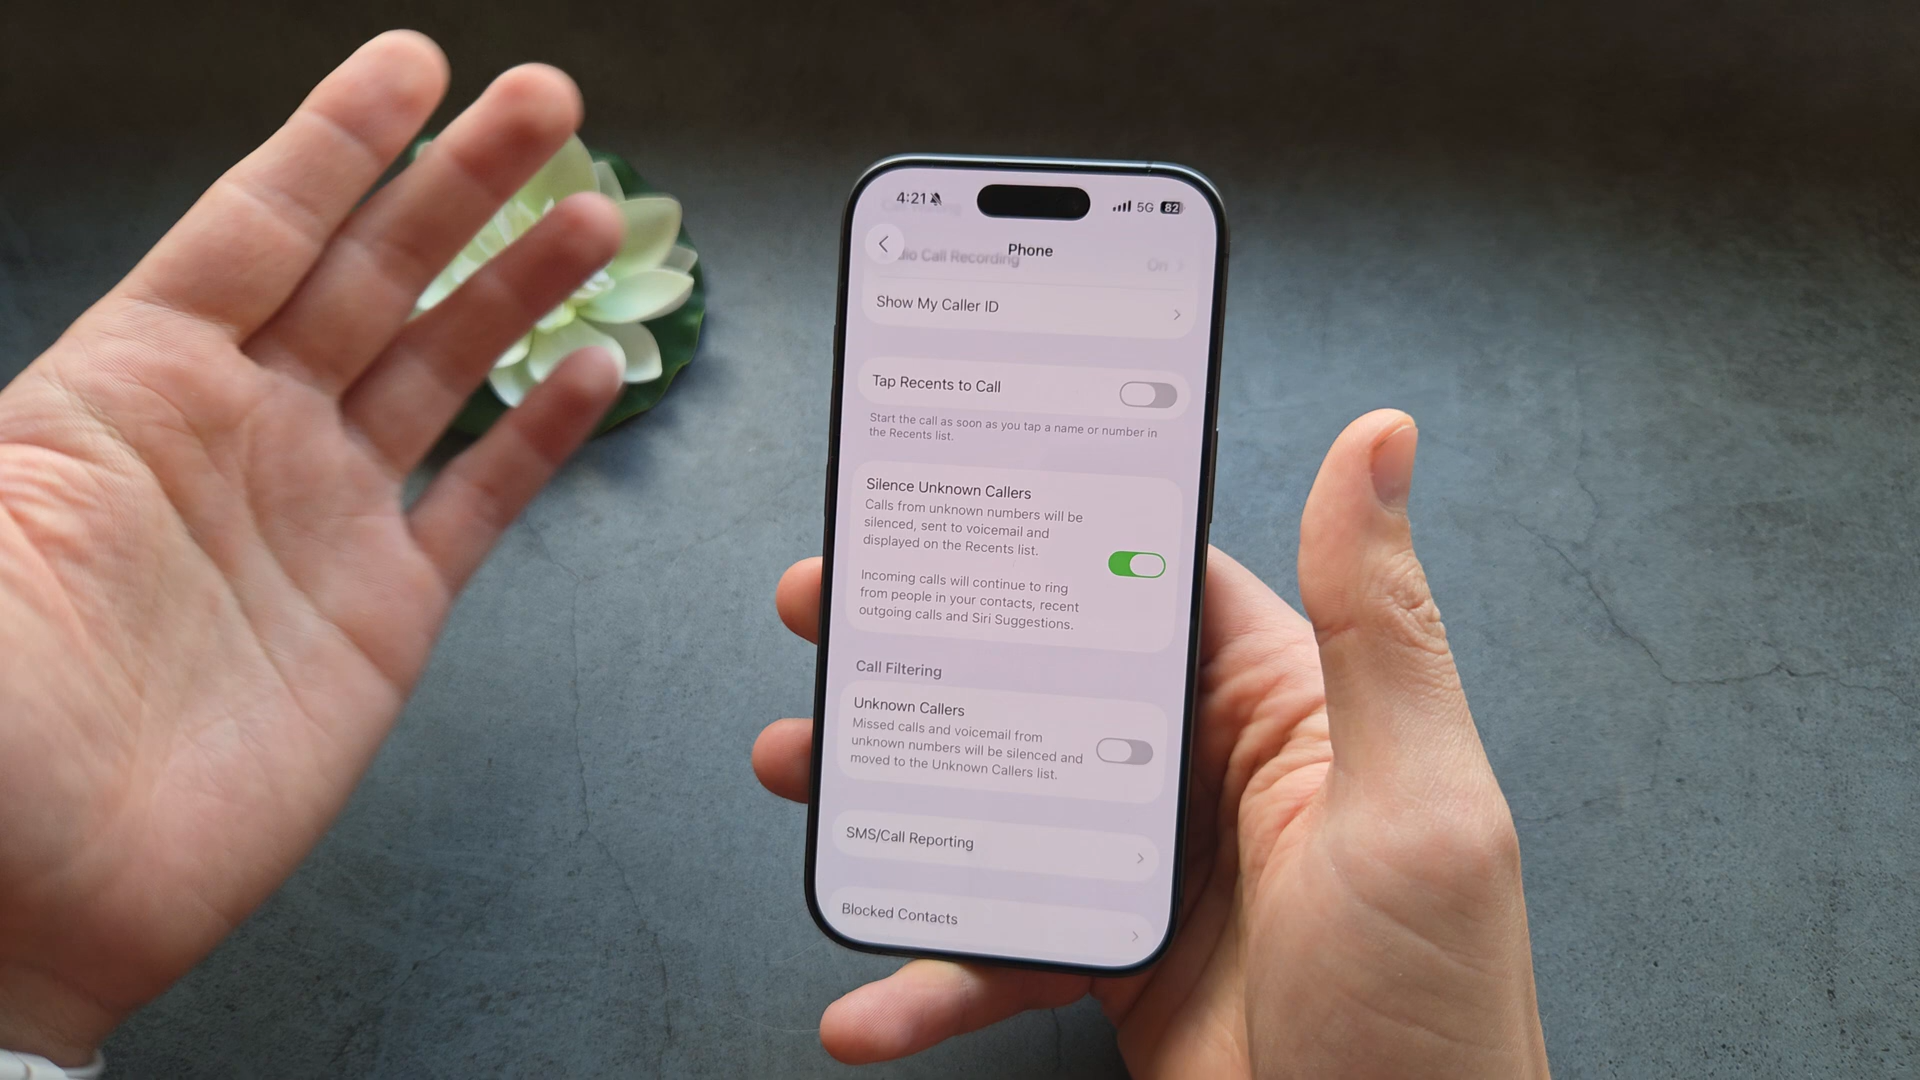 4:21
5G 82
Phone
Call Recording
On
Show My Caller ID
Tap Recents to Call
Start the call as soon as you tap a name or number in
the Recents list.
Silence Unknown Callers
Calls from unknown numbers will be
silenced, sent to voicemail and
displayed on the Recents list.
Incoming calls will continue to ring
from people in your contacts, recent
outgoing calls and Siri Suggestions.
Call Filtering
Unknown Callers
Missed calls and voicemail from
unknown numbers will be silenced and
moved to the Unknown Callers list.
SMS/Call Reporting
Blocked Contacts